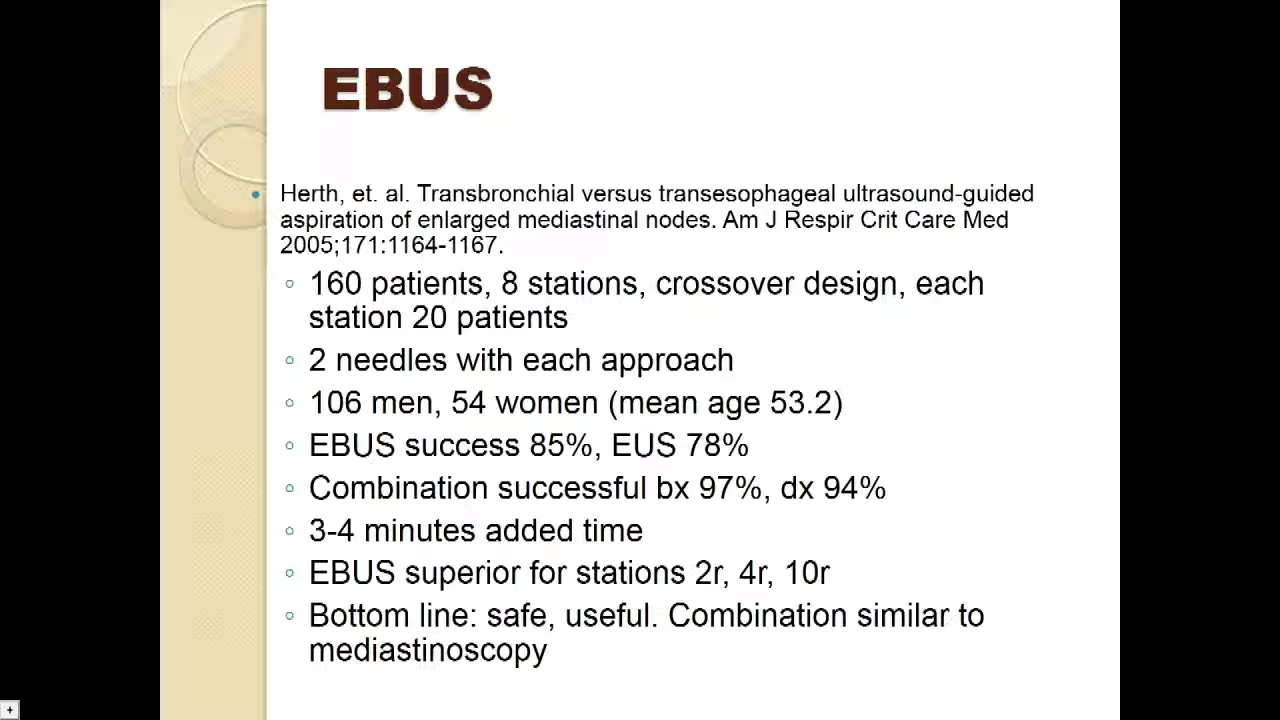 EBUS
• Herth, et. al. Transbronchial versus transesophageal ultrasound-guided
aspiration of enlarged mediastinal nodes. Am J Respir Crit Care Med
2005;171:1164-1167.
◦ 160 patients, 8 stations, crossover design, each
station 20 patients
◦ 2 needles with each approach
◦ 106 men, 54 women (mean age 53.2)
◦ EBUS success 85%, EUS 78%
◦ Combination successful bx 97%, dx 94%
◦ 3-4 minutes added time
◦ EBUS superior for stations 2r, 4r, 10r
◦ Bottom line: safe, useful. Combination similar to
mediastinoscopy
+